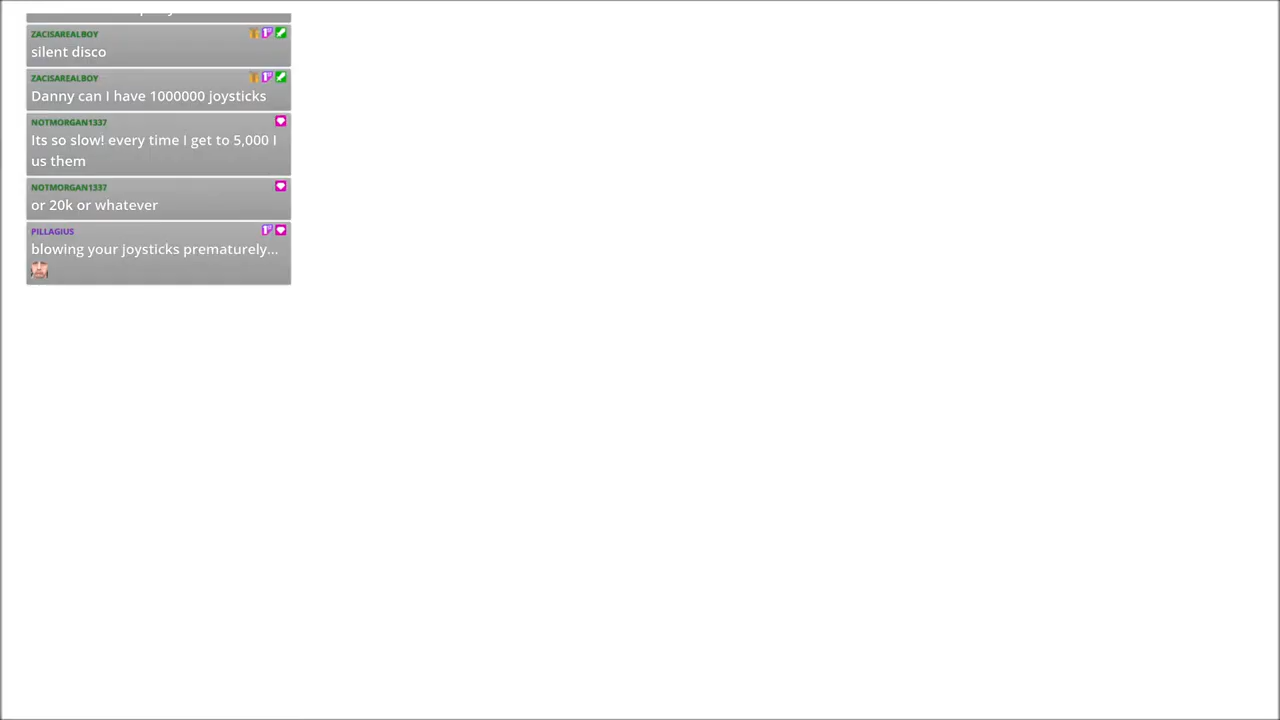 ZACISAREALBOY
silent disco
ZACISAREALBOY
Danny can I have 1000000 joysticks
NOTMORGAN1337
Its so slow! every time I get to 5,000 I
us them
NOTMORGAN1337
or 20k or whatever
PILLAGIUS
blowing your joysticks prematurely...